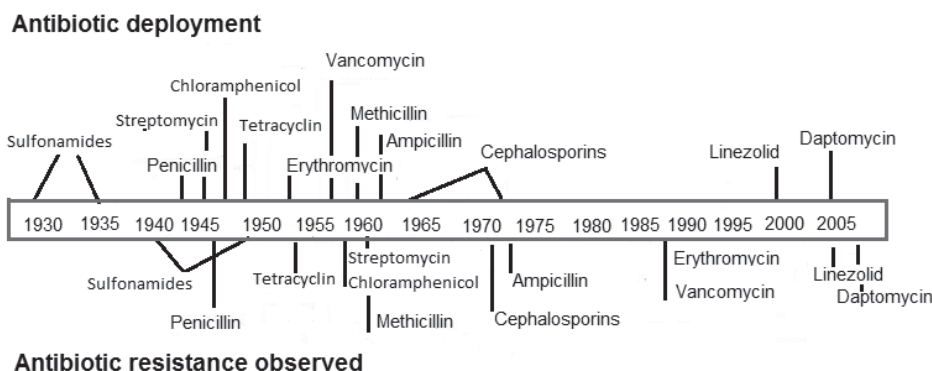 Antibiotic deployment
Vancomycin
Chloramphenicol
Methicillin
Streptomycin
Tetracyclin
Ampicillin
Sulfonamides
Daptomycin
Cephalosporins
Linezolid
Penicillin
Erythromycin
1930 1935 1940 1945 1950 1955 1960 1965 1970 1975 1980 1985 1990 1995 2000 2005
Streptomycin
Erythromycin
Linezolid
Tetracyclin
Ampicillin
Sulfonamides
Chloramphenicol
Vancomycin
Daptomycin
Penicillin
Methicillin
Cephalosporins
Antibiotic resistance observed